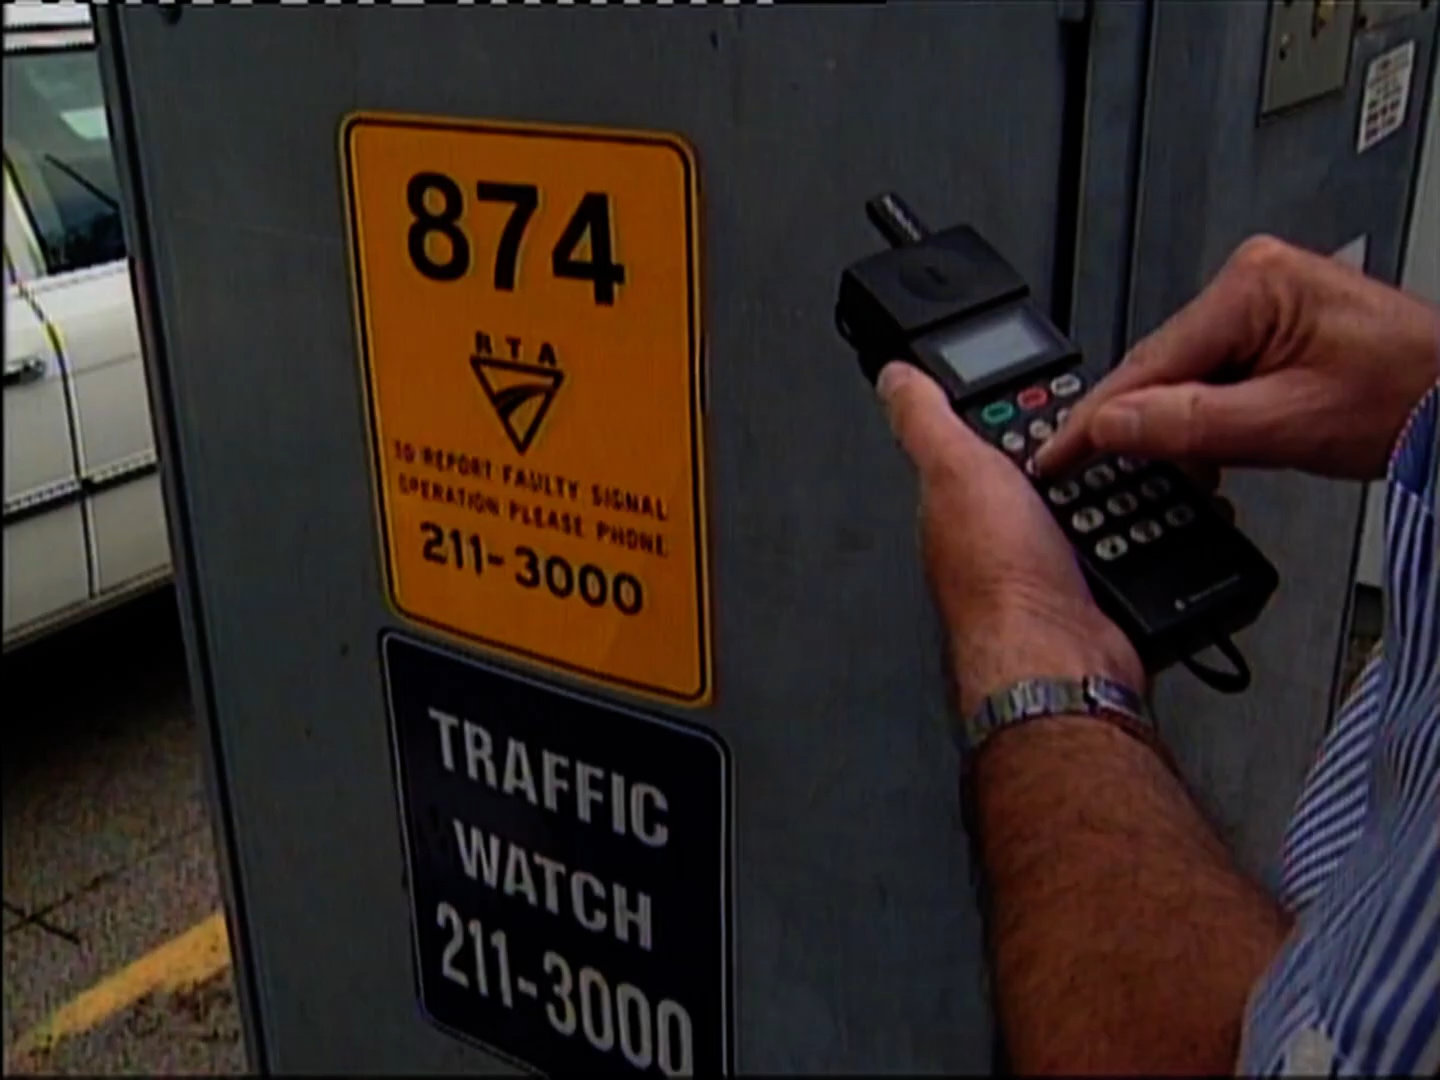 874
RTA
TO REPORT FAULTY SIGNAL
OPERATION PLEASE PHONE
211-3000
TRAFFIC
WATCH
211-3000